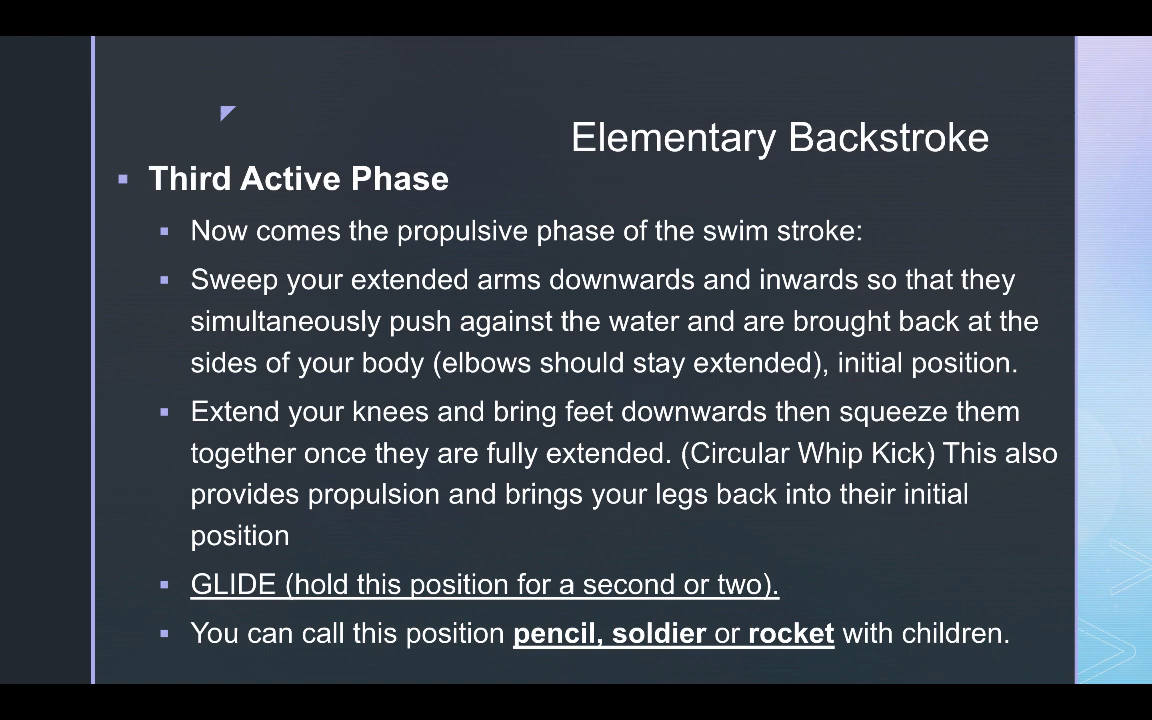 Elementary Backstroke
Third Active Phase
Now comes the propulsive phase of the swim stroke:
Sweep your extended arms downwards and inwards so that they
simultaneously push against the water and are brought back at the
sides of your body (elbows should stay extended), initial position.
Extend your knees and bring feet downwards then squeeze them
together once they are fully extended. (Circular Whip Kick) This also
provides propulsion and brings your legs back into their initial
position
GLIDE (hold this position for a second or two).
You can call this position pencil, soldier or rocket with children.